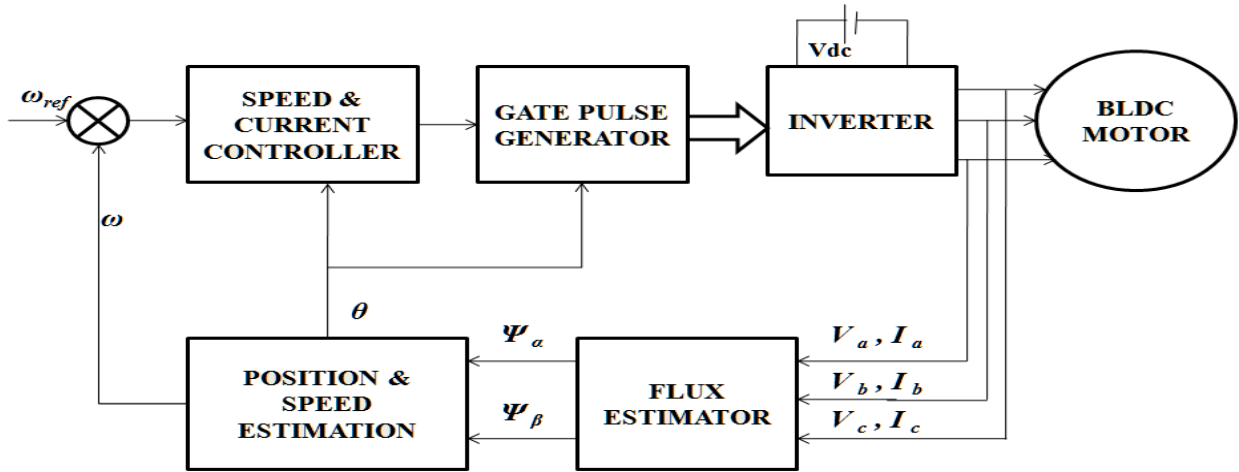 Vdc
ω_ref
SPEED &
CURRENT
CONTROLLER
GATE PULSE
GENERATOR
INVERTER
BLDC
MOTOR
ω
θ
POSITION &
SPEED
ESTIMATION
Ψ_α
Ψ_β
FLUX
ESTIMATOR
V_a , I_a
V_b , I_b
V_c , I_c